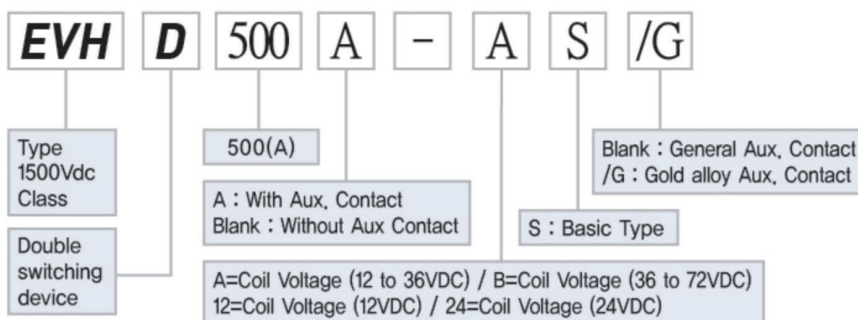 EVH D 500 A - A S /G
Type
1500Vdc
Class
500(A)
Blank : General Aux, Contact
/G : Gold alloy Aux, Contact
A : With Aux, Contact
Blank : Without Aux Contact
S : Basic Type
Double
switching
device
A=Coil Voltage (12 to 36VDC) / B=Coil Voltage (36 to 72VDC)
12=Coil Voltage (12VDC) / 24=Coil Voltage (24VDC)